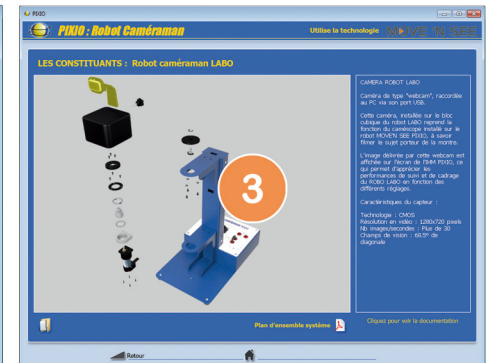 PIXIO
PIXIO : Robot Caméraman
Utilise la technologie MOVE 'N SEE
LES CONSTITUANTS : Robot caméraman LABO
CAMERA ROBOT LABO
Caméra de type "webcam", raccordée
au PC via son port USB.
Cette caméra, installée sur le bloc
cubique du robot LABO reprend la
fonction du caméscope installé sur le
robot MOVE'N SEE PIXIO, à savoir
filmer le sujet porteur de la montre.
L'image délivrée par cette webcam est
affichée sur l'écran de l'IHM PIXIO, ce
qui permet d'apprécier les
performances de suivi et de cadrage
du ROBO LABO en fonction des
différents réglages.
Caractéristiques du capteur :
Technologie : CMOS
Résolution en vidéo : 1280x720 pixels
Nb images/secondes : Plus de 30
Champs de vision : 68.5° de
diagonale
3
Plan d'ensemble système
Cliquez pour voir la documentation
Retour